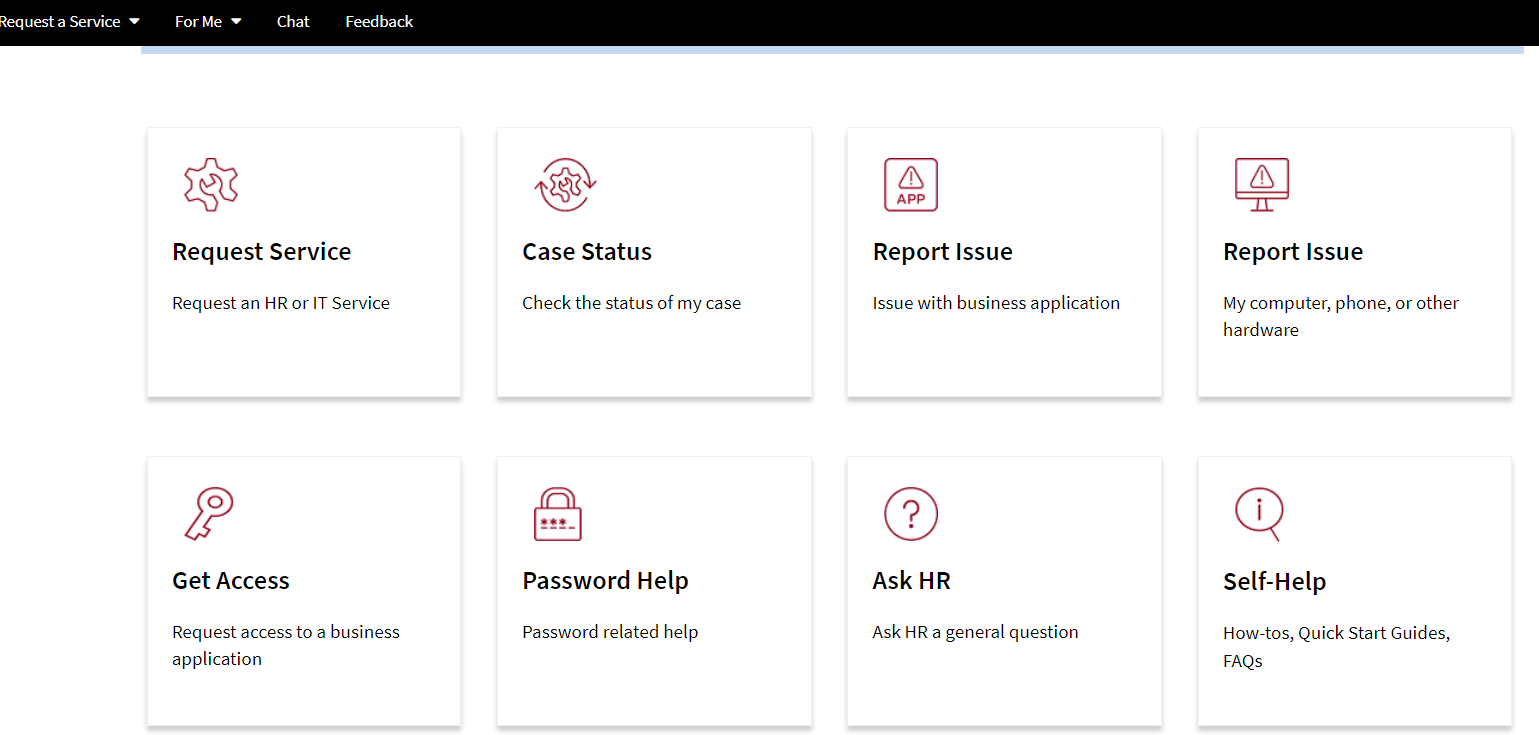 Request a Service For Me Chat Feedback
Request Service
Request an HR or IT Service
Case Status
Check the status of my case
APP
Report Issue
Issue with business application
Report Issue
My computer, phone, or other
hardware
Get Access
Request access to a business
application
***_
Password Help
Password related help
?
Ask HR
Ask HR a general question
i
Self-Help
How-tos, Quick Start Guides,
FAQs